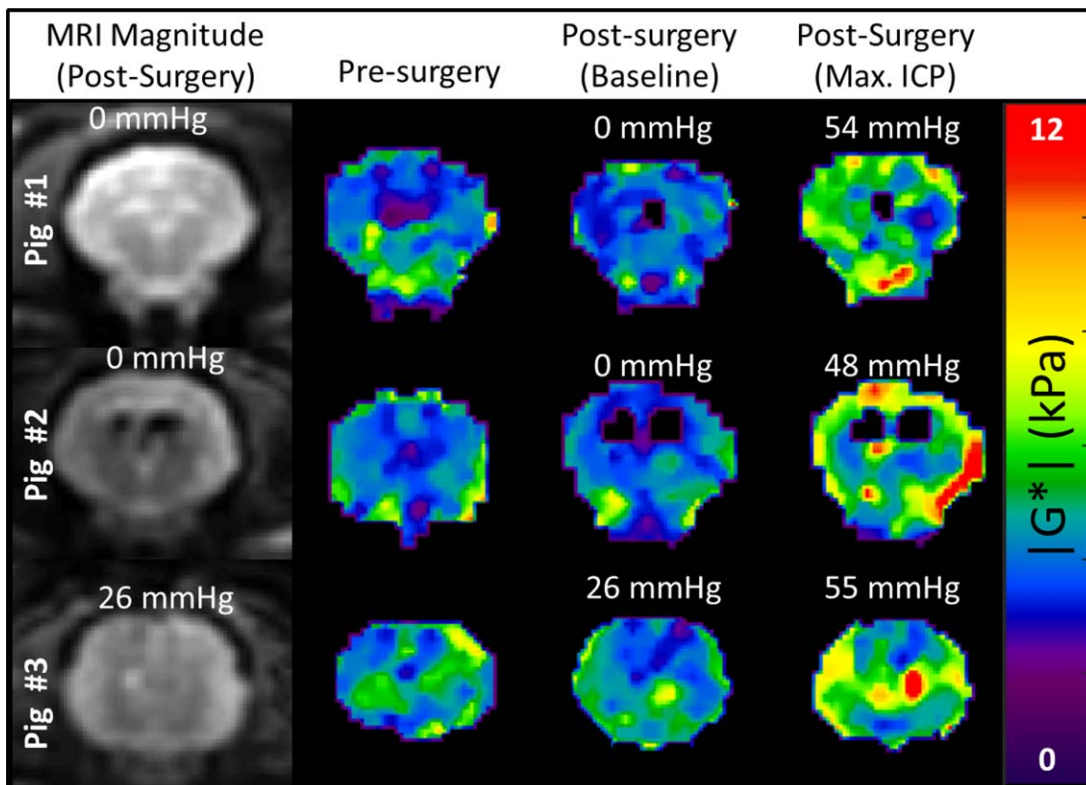 MRI Magnitude
(Post-Surgery)
Pre-surgery
Post-surgery
(Baseline)
Post-Surgery
(Max. ICP)
Pig #1
0 mmHg
0 mmHg
54 mmHg
Pig #2
0 mmHg
0 mmHg
48 mmHg
Pig #3
26 mmHg
26 mmHg
55 mmHg
12
|G*| (kPa)
0